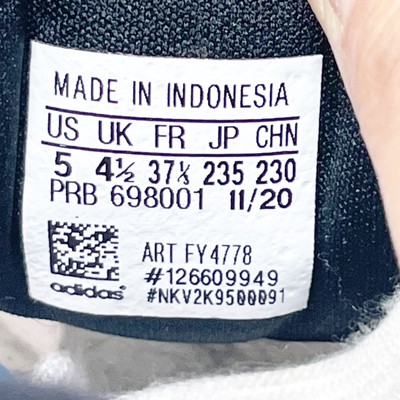 MADE IN INDONESIA
US UK FR JP CHN
5 4½ 37⅓ 235 230
PRB 698001 11/20
ART FY4778
#126609949
adidas
#NKV2K9500091